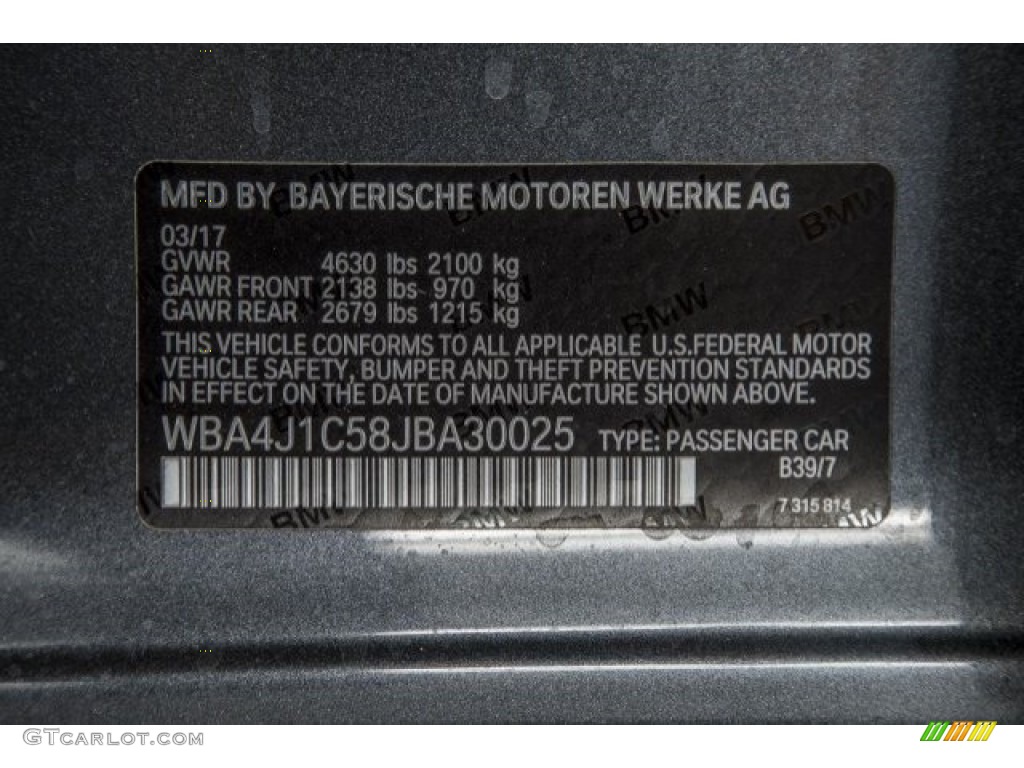 MFD BY BAYERISCHE MOTOREN WERKE AG
03/17
GVWR 4630 lbs 2100 kg
GAWR FRONT 2138 lbs 970 kg
GAWR REAR 2679 lbs 1215 kg
THIS VEHICLE CONFORMS TO ALL APPLICABLE U.S.FEDERAL MOTOR
VEHICLE SAFETY, BUMPER AND THEFT PREVENTION STANDARDS
IN EFFECT ON THE DATE OF MANUFACTURE SHOWN ABOVE.
WBA4J1C58JBA30025 TYPE: PASSENGER CAR
B39/7
7 315 814
GTCarLot.com